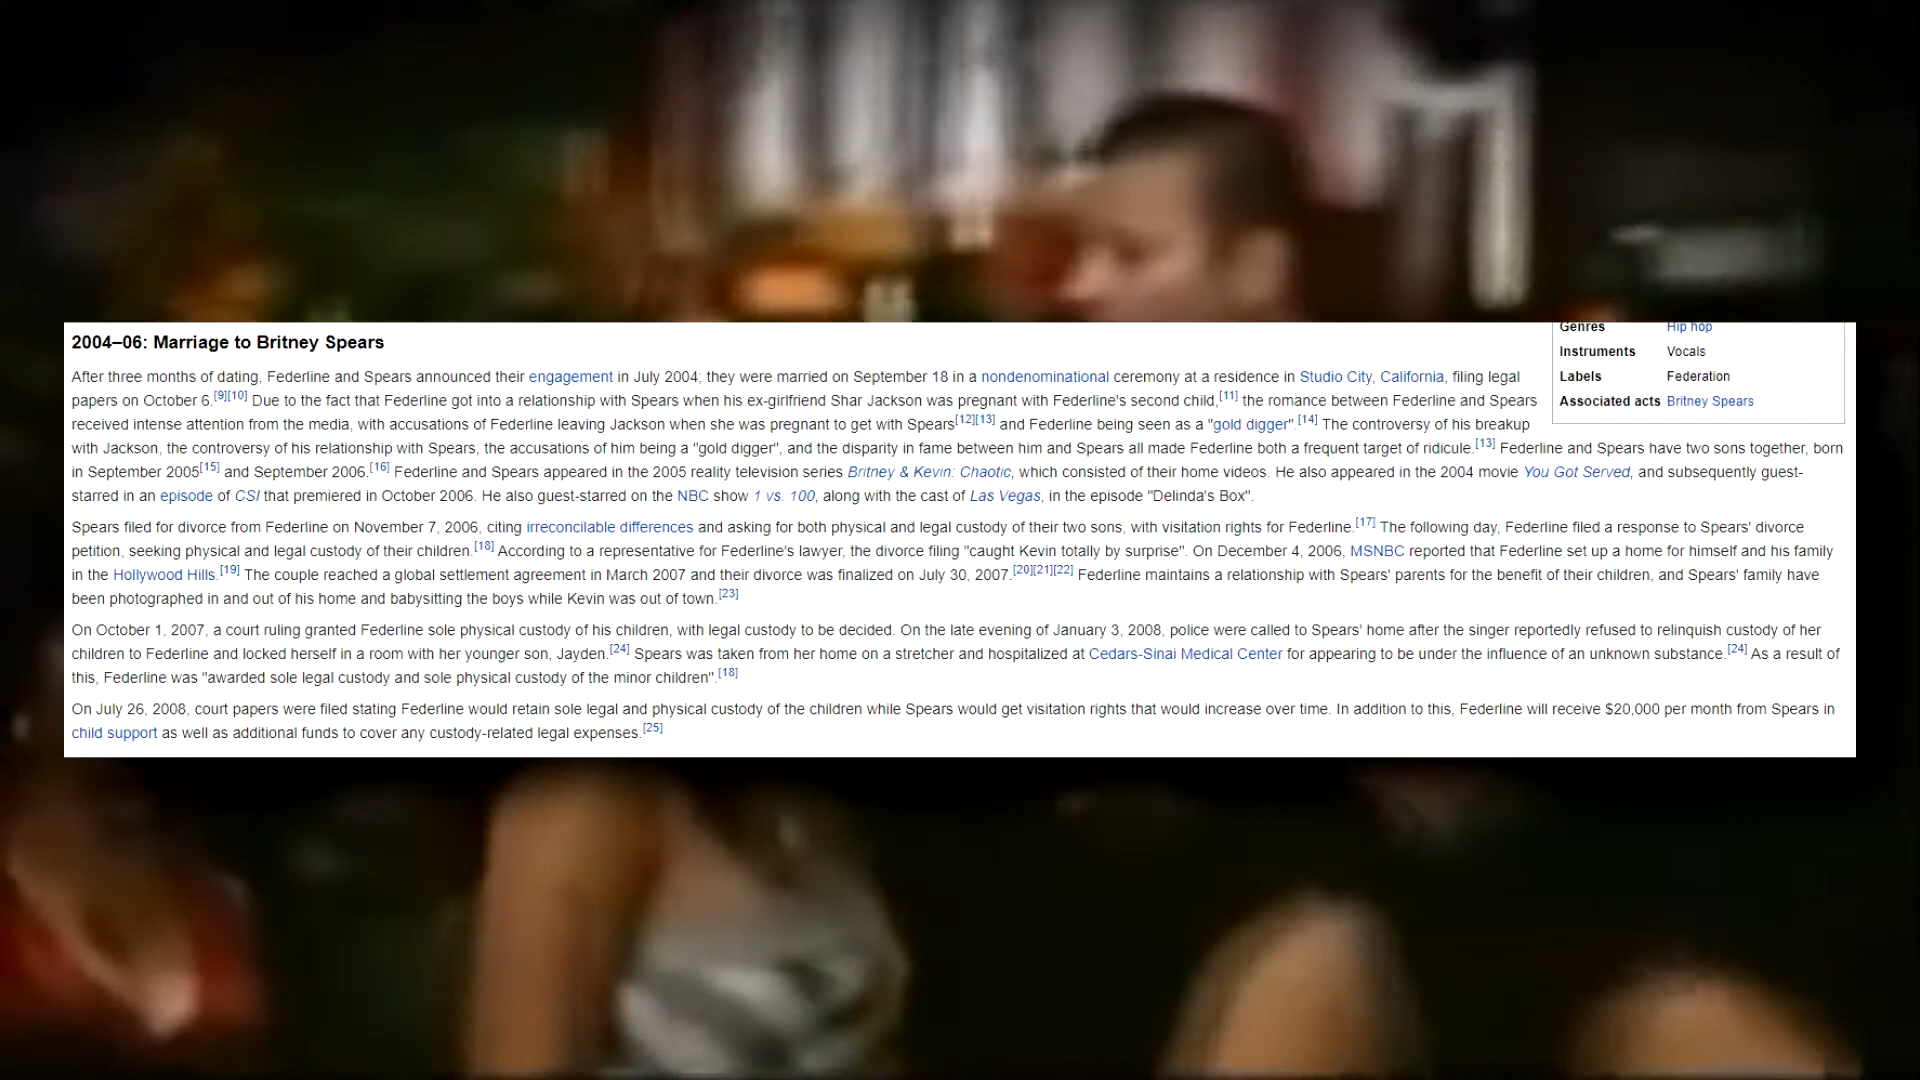 Genres Hip hop
2004–06: Marriage to Britney Spears
Instruments Vocals
After three months of dating, Federline and Spears announced their engagement in July 2004; they were married on September 18 in a nondenominational ceremony at a residence in Studio City, California, filing legal
Labels Federation
papers on October 6.[9][10] Due to the fact that Federline got into a relationship with Spears when his ex-girlfriend Shar Jackson was pregnant with Federline's second child,[11] the romance between Federline and Spears
Associated acts Britney Spears
received intense attention from the media, with accusations of Federline leaving Jackson when she was pregnant to get with Spears[12][13] and Federline being seen as a "gold digger".[14] The controversy of his breakup
with Jackson, the controversy of his relationship with Spears, the accusations of him being a "gold digger", and the disparity in fame between him and Spears all made Federline both a frequent target of ridicule.[13] Federline and Spears have two sons together, born
in September 2005[15] and September 2006.[16] Federline and Spears appeared in the 2005 reality television series Britney & Kevin: Chaotic, which consisted of their home videos. He also appeared in the 2004 movie You Got Served, and subsequently guest-
starred in an episode of CSI that premiered in October 2006. He also guest-starred on the NBC show 1 vs. 100, along with the cast of Las Vegas, in the episode "Delinda's Box".
Spears filed for divorce from Federline on November 7, 2006, citing irreconcilable differences and asking for both physical and legal custody of their two sons, with visitation rights for Federline.[17] The following day, Federline filed a response to Spears' divorce
petition, seeking physical and legal custody of their children.[18] According to a representative for Federline's lawyer, the divorce filing "caught Kevin totally by surprise". On December 4, 2006, MSNBC reported that Federline set up a home for himself and his family
in the Hollywood Hills.[19] The couple reached a global settlement agreement in March 2007 and their divorce was finalized on July 30, 2007.[20][21][22] Federline maintains a relationship with Spears' parents for the benefit of their children, and Spears' family have
been photographed in and out of his home and babysitting the boys while Kevin was out of town.[23]
On October 1, 2007, a court ruling granted Federline sole physical custody of his children, with legal custody to be decided. On the late evening of January 3, 2008, police were called to Spears' home after the singer reportedly refused to relinquish custody of her
children to Federline and locked herself in a room with her younger son, Jayden.[24] Spears was taken from her home on a stretcher and hospitalized at Cedars-Sinai Medical Center for appearing to be under the influence of an unknown substance.[24] As a result of
this, Federline was "awarded sole legal custody and sole physical custody of the minor children".[18]
On July 26, 2008, court papers were filed stating Federline would retain sole legal and physical custody of the children while Spears would get visitation rights that would increase over time. In addition to this, Federline will receive $20,000 per month from Spears in
child support as well as additional funds to cover any custody-related legal expenses.[25]